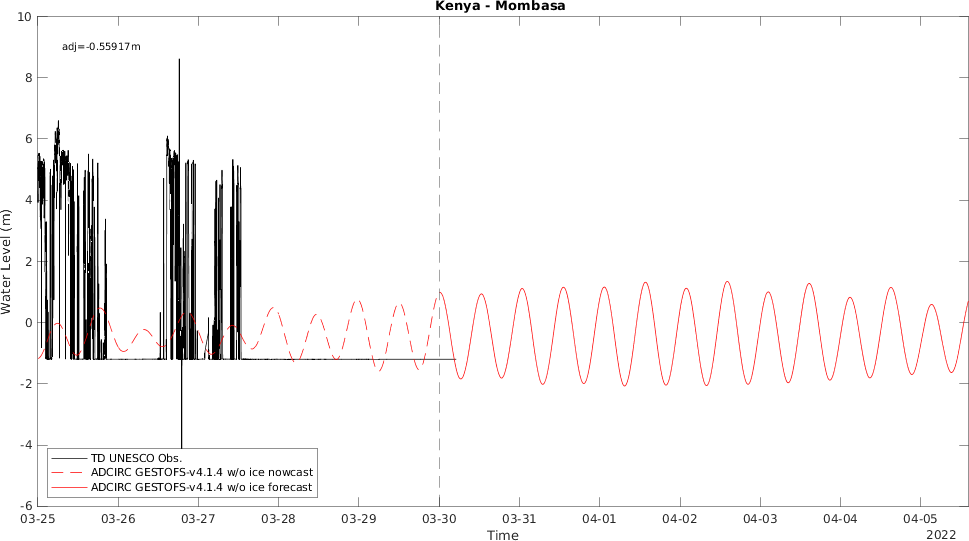 Kenya - Mombasa
adj=-0.55917m
10
8
6
4
2
0
-2
-4
-6
Water Level (m)
TD UNESCO Obs.
ADCIRC GESTOFS-v4.1.4 w/o ice nowcast
ADCIRC GESTOFS-v4.1.4 w/o ice forecast
03-25 03-26 03-27 03-28 03-29 03-30 03-31 04-01 04-02 04-03 04-04 04-05
Time
2022